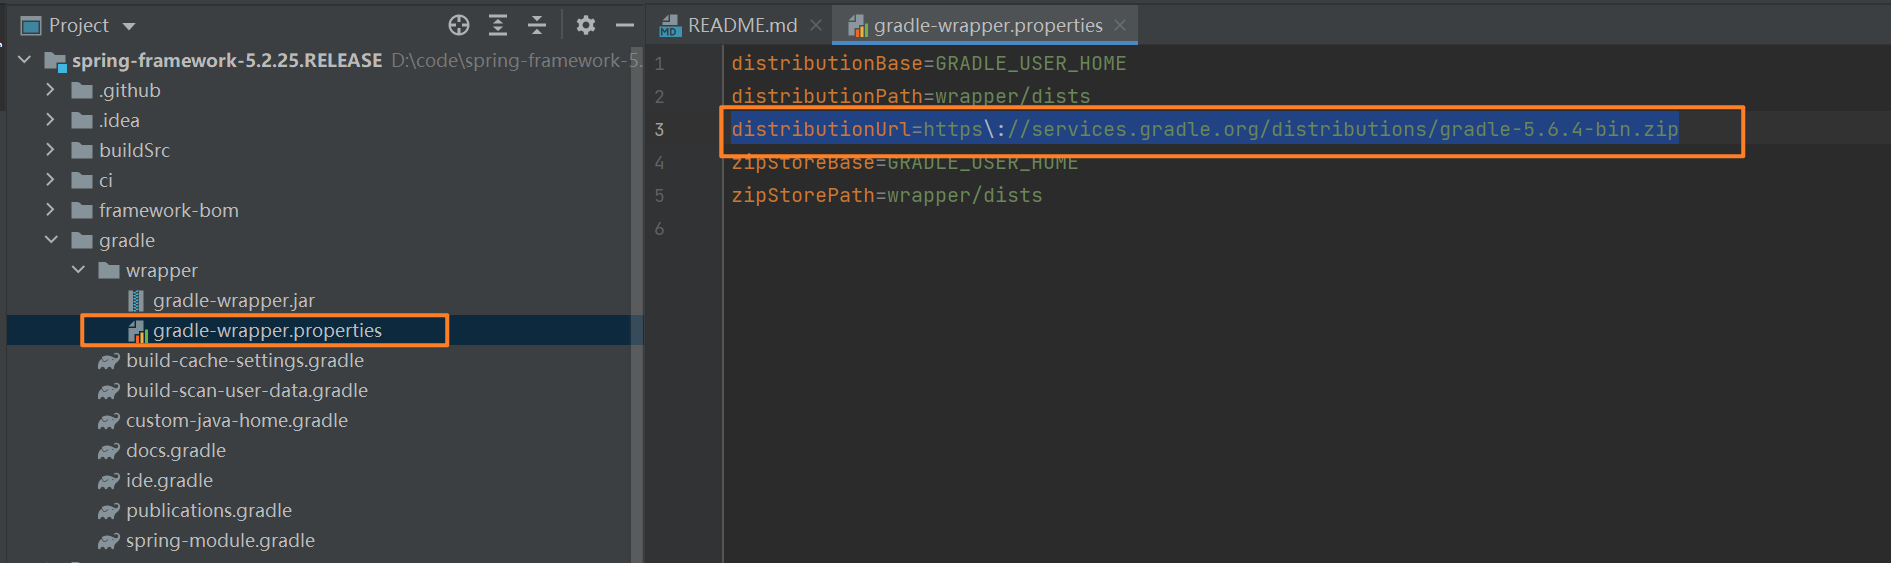 Project
spring-framework-5.2.25.RELEASE D:\code\spring-framework-5.
.github
.idea
buildSrc
ci
framework-bom
gradle
wrapper
gradle-wrapper.jar
gradle-wrapper.properties
build-cache-settings.gradle
build-scan-user-data.gradle
custom-java-home.gradle
docs.gradle
ide.gradle
publications.gradle
spring-module.gradle
MD README.md gradle-wrapper.properties
1 distributionBase=GRADLE_USER_HOME
2 distributionPath=wrapper/dists
3 distributionUrl=https\://services.gradle.org/distributions/gradle-5.6.4-bin.zip
4 zipStoreBase=GRADLE_USER_HOME
5 zipStorePath=wrapper/dists
6